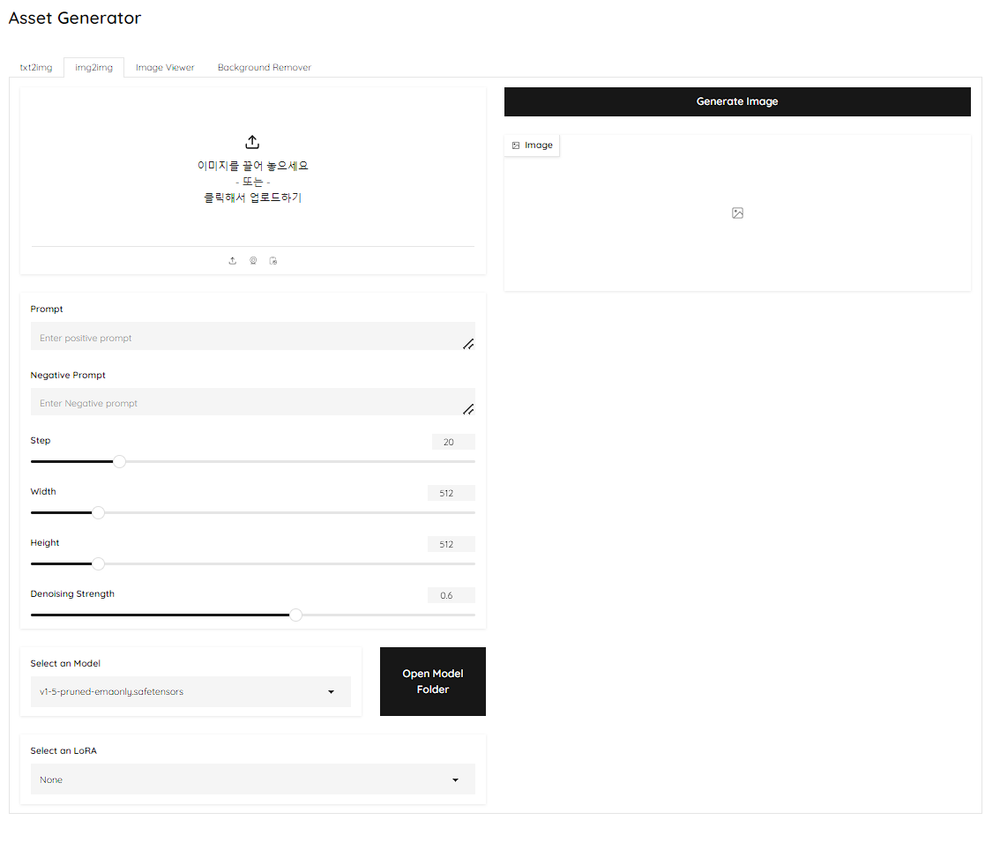 Asset Generator
txt2img
img2img
Image Viewer
Background Remover
이미지를 끌어 놓으세요
- 또는 -
클릭해서 업로드하기
Prompt
Enter positive prompt
Negative Prompt
Enter Negative prompt
Step
20
Width
512
Height
512
Denoising Strength
0.6
Select an Model
v1-5-pruned-emaonly.safetensors
Open Model
Folder
Select an LoRA
None
Generate Image
Image